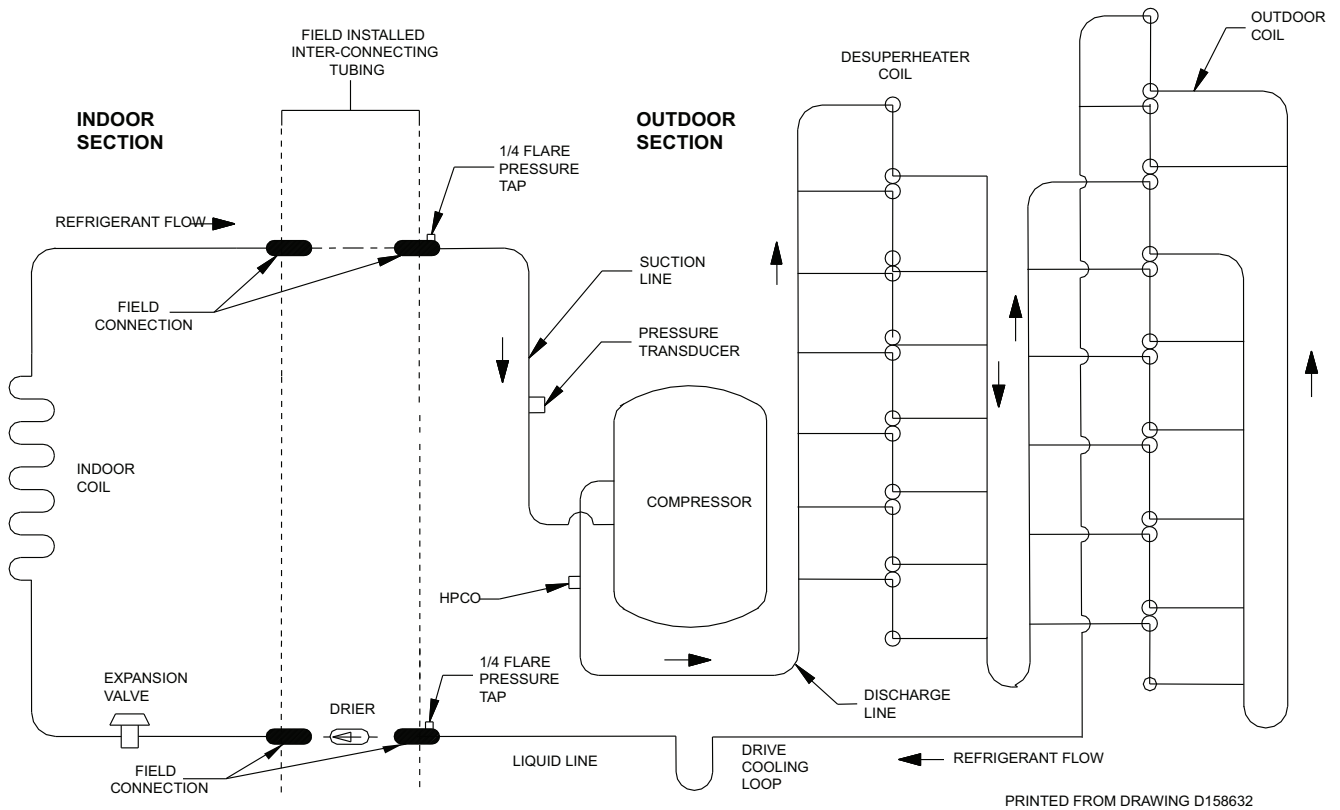 FIELD INSTALLED
INTER-CONNECTING
TUBING
OUTDOOR
COIL
DESUPERHEATER
COIL
INDOOR
SECTION
OUTDOOR
SECTION
1/4 FLARE
PRESSURE
TAP
REFRIGERANT FLOW
SUCTION
LINE
FIELD
CONNECTION
PRESSURE
TRANSDUCER
INDOOR
COIL
COMPRESSOR
HPCO
1/4 FLARE
PRESSURE
TAP
EXPANSION
VALVE
DRIER
DISCHARGE
LINE
FIELD
CONNECTION
LIQUID LINE
DRIVE
COOLING
LOOP
REFRIGERANT FLOW
PRINTED FROM DRAWING D158632